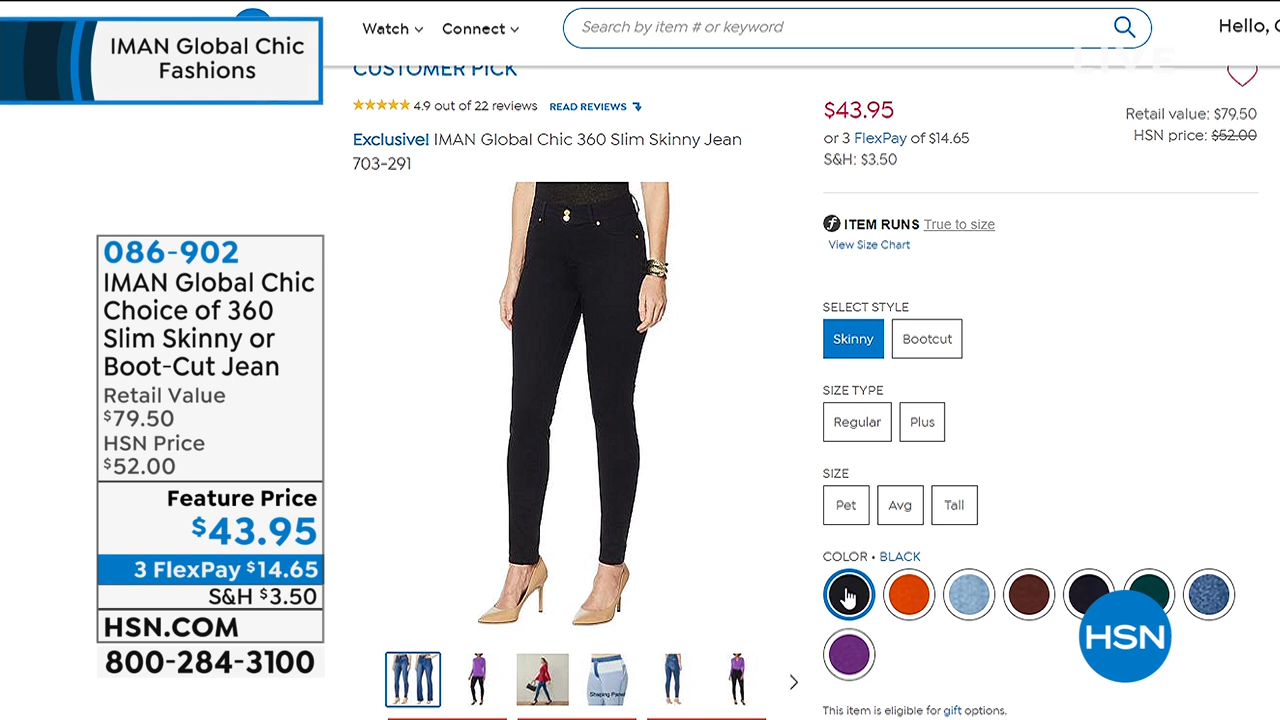 IMAN Global Chic
Fashions
Watch
Connect
Search by item # or keyword
Hello,
LIVE
CUSTOMER PICK
4.9 out of 22 reviews
READ REVIEWS
Exclusive! IMAN Global Chic 360 Slim Skinny Jean
703-291
$43.95
or 3 FlexPay of $14.65
S&H: $3.50
Retail value: $79.50
HSN price: $52.00
ITEM RUNS True to size
View Size Chart
SELECT STYLE
Skinny
Bootcut
SIZE TYPE
Regular
Plus
SIZE
Pet
Avg
Tall
COLOR • BLACK
HSN
This item is eligible for gift options.
Shaping Panel
086-902
IMAN Global Chic
Choice of 360
Slim Skinny or
Boot-Cut Jean
Retail Value
$79.50
HSN Price
$52.00
Feature Price
$43.95
3 FlexPay $14.65
S&H $3.50
HSN.COM
800-284-3100